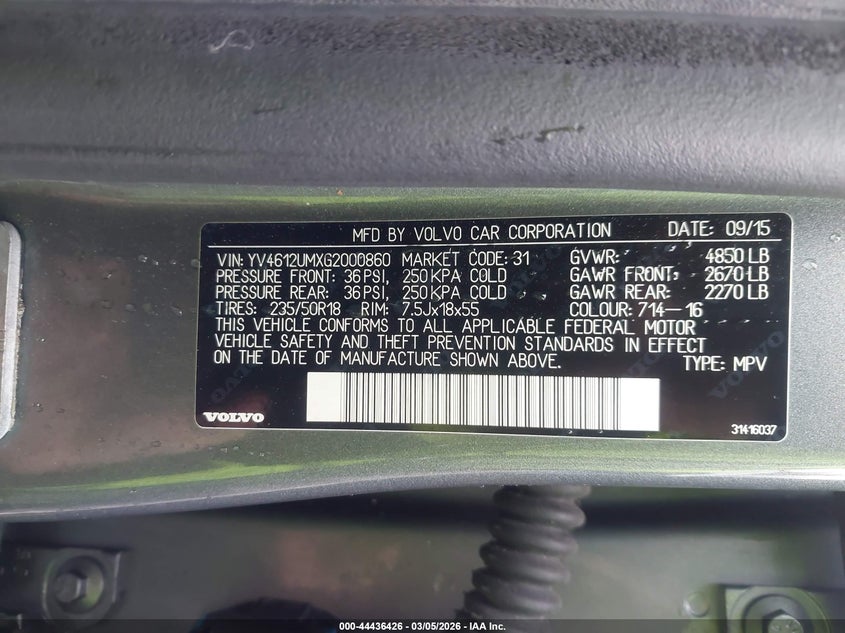 MFD BY VOLVO CAR CORPORATION DATE: 09/15
VIN: YV4612UMXG2000860 MARKET CODE: 31 GVWR: 4850 LB
PRESSURE FRONT: 36 PSI, 250 KPA COLD GAWR FRONT: 2670 LB
PRESSURE REAR: 36 PSI, 250 KPA COLD GAWR REAR: 2270 LB
TIRES: 235/50R18 RIM: 7.5Jx18x55 COLOUR: 714-16
THIS VEHICLE CONFORMS TO ALL APPLICABLE FEDERAL MOTOR
VEHICLE SAFETY AND THEFT PREVENTION STANDARDS IN EFFECT
ON THE DATE OF MANUFACTURE SHOWN ABOVE. TYPE: MPV
VOLVO 31416037
000-44436426 - 03/05/2026 - IAA Inc.